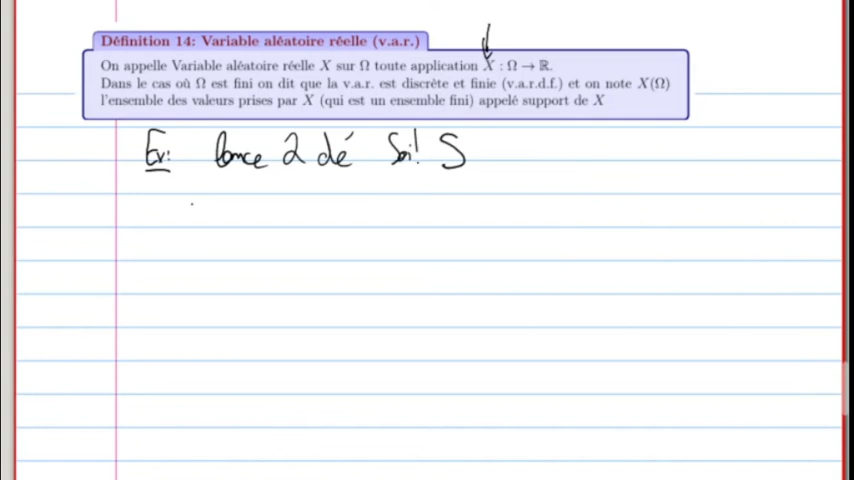 Définition 14: Variable aléatoire réelle (v.a.r.)
On appelle Variable aléatoire réelle X sur Ω toute application X : Ω → ℝ.
Dans le cas où Ω est fini on dit que la v.a.r. est discrète et finie (v.a.r.d.f.) et on note X(Ω)
l'ensemble des valeurs prises par X (qui est un ensemble fini) appelé support de X
Ex: lance 2 dé Soit S